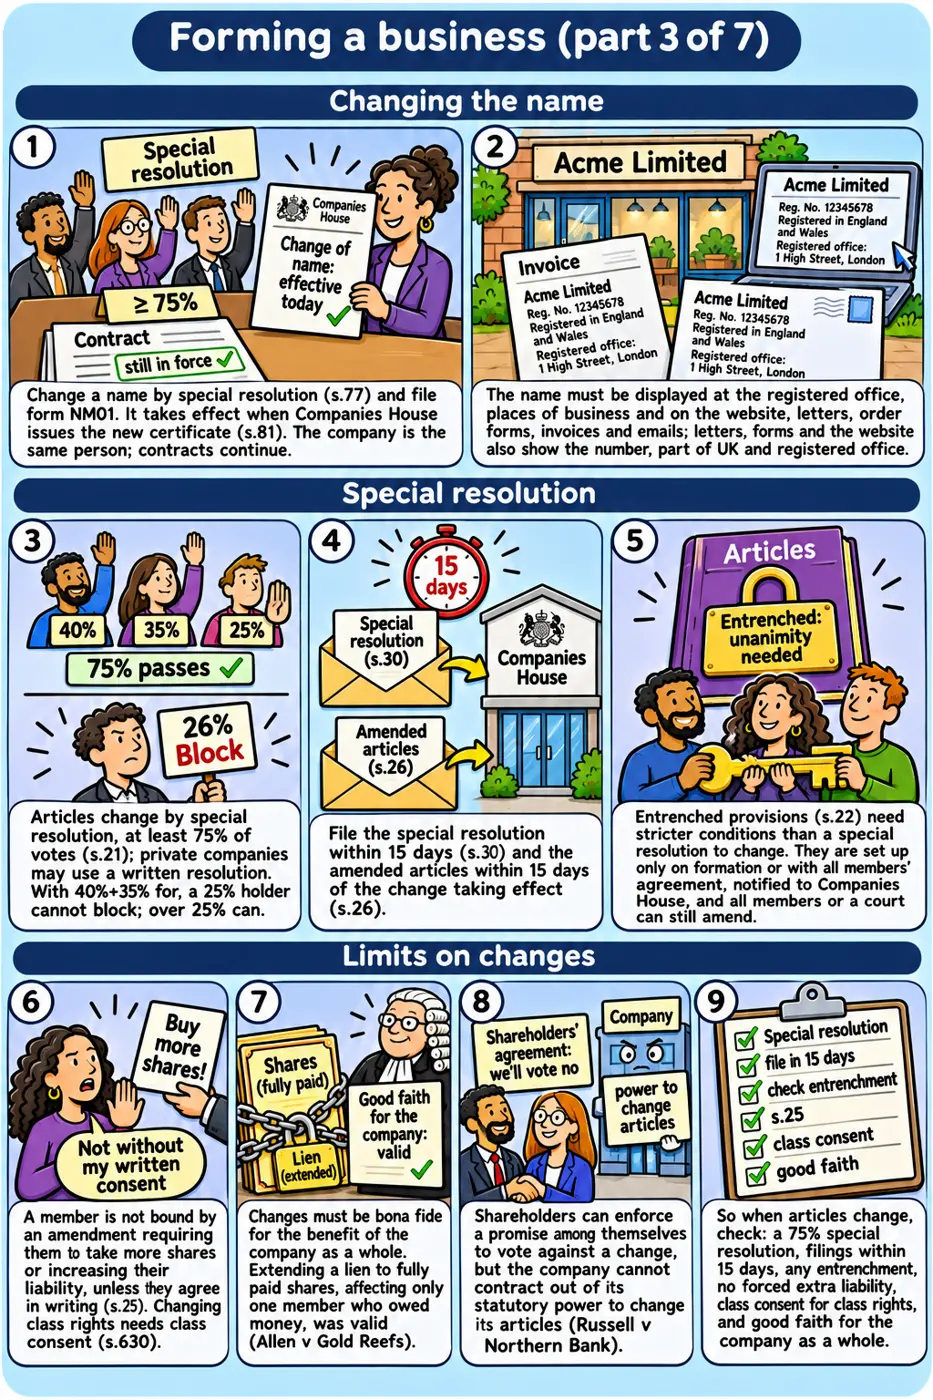 Forming a business (part 3 of 7)
Changing the name
1
Special
resolution
Companies
House
Change of
name:
effective
today
≥ 75%
Contract
still in force
Change a name by special resolution (s.77) and file
form NM01. It takes effect when Companies House
issues the new certificate (s.81). The company is the
same person; contracts continue.
2
Acme Limited
Acme Limited
Reg. No. 12345678
Registered in England
and Wales
Registered office:
1 High Street, London
Invoice
Acme Limited
Reg. No. 12345678
Registered in England
and Wales
Registered office:
1 High Street, London
Acme Limited
Reg. No. 12345678
Registered in England
and Wales
Registered office:
1 High Street, London
The name must be displayed at the registered office,
places of business and on the website, letters, order
forms, invoices and emails; letters, forms and the website
also show the number, part of UK and registered office.
Special resolution
3
40%
35%
25%
75% passes
26%
Block
Articles change by special
resolution, at least 75% of
votes (s.21); private companies
may use a written resolution.
With 40%+35% for, a 25% holder
cannot block; over 25% can.
4
15
days
Special
resolution
(s.30)
Companies
House
Amended
articles
(s.26)
File the special resolution
within 15 days (s.30) and the
amended articles within 15 days
of the change taking effect
(s.26).
5
Articles
Entrenched:
unanimity
needed
Entrenched provisions (s.22) need
stricter conditions than a special
resolution to change. They are set up
only on formation or with all members'
agreement, notified to Companies
House, and all members or a court
can still amend.
Limits on changes
6
Buy
more
shares!
Not without
my written
consent
A member is not bound by
an amendment requiring
them to take more shares
or increasing their
liability, unless they agree
in writing (s.25). Changing
class rights needs class
consent (s.630).
7
Shares
(fully paid)
Lien
(extended)
Good faith
for the
company:
valid
Changes must be bona fide
for the benefit of the
company as a whole.
Extending a lien to fully
paid shares, affecting only
one member who owed
money, was valid
(Allen v Gold Reefs).
8
Shareholders'
agreement:
we'll vote no
Company
power to
change
articles
Shareholders can enforce
a promise among themselves
to vote against a change,
but the company cannot
contract out of its
statutory power to change
its articles (Russell v
Northern Bank).
9
Special resolution
file in 15 days
check entrenchment
s.25
class consent
good faith
So when articles change,
check: a 75% special
resolution, filings within
15 days, any entrenchment,
no forced extra liability,
class consent for class rights,
and good faith for the
company as a whole.